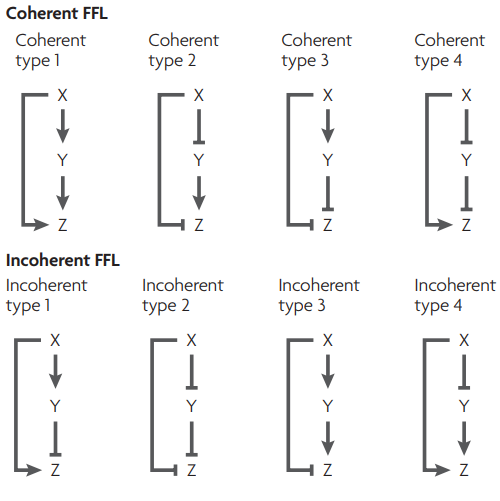 Coherent FFL
Coherent type 1
Coherent type 2
Coherent type 3
Coherent type 4
X X X X
Y Y Y Y
Z Z Z Z
Incoherent FFL
Incoherent type 1
Incoherent type 2
Incoherent type 3
Incoherent type 4
X X X X
Y Y Y Y
Z Z Z Z